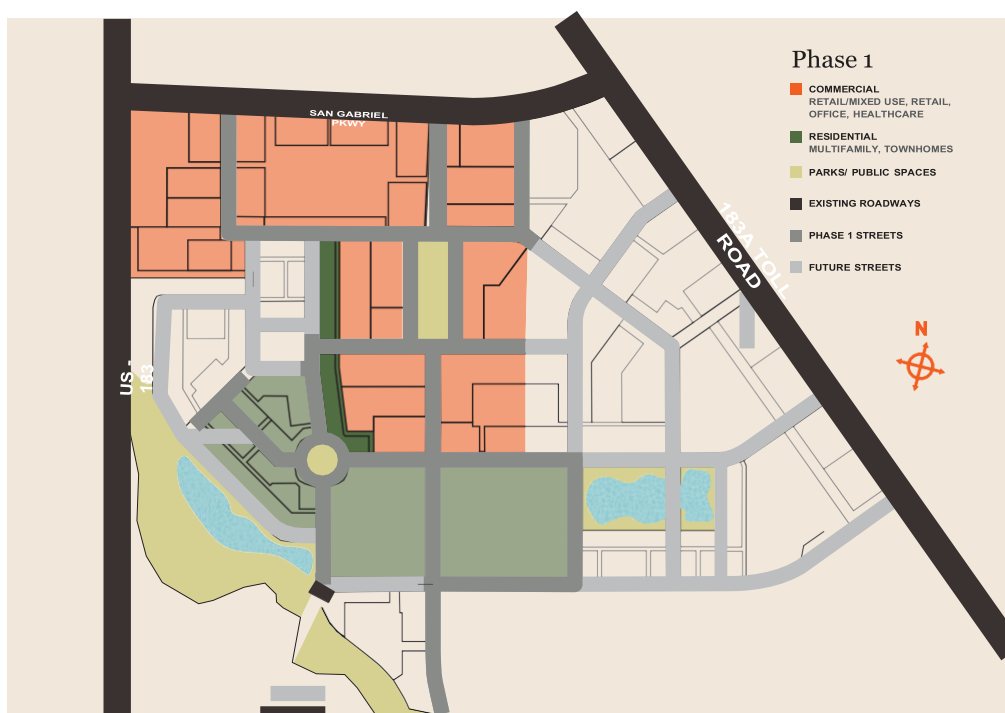 Phase 1
COMMERCIAL
RETAIL/MIXED USE, RETAIL,
OFFICE, HEALTHCARE
RESIDENTIAL
MULTIFAMILY, TOWNHOMES
PARKS/ PUBLIC SPACES
EXISTING ROADWAYS
PHASE 1 STREETS
FUTURE STREETS
SAN GABRIEL
PKWY
183A TOLL
ROAD
N
US -
183